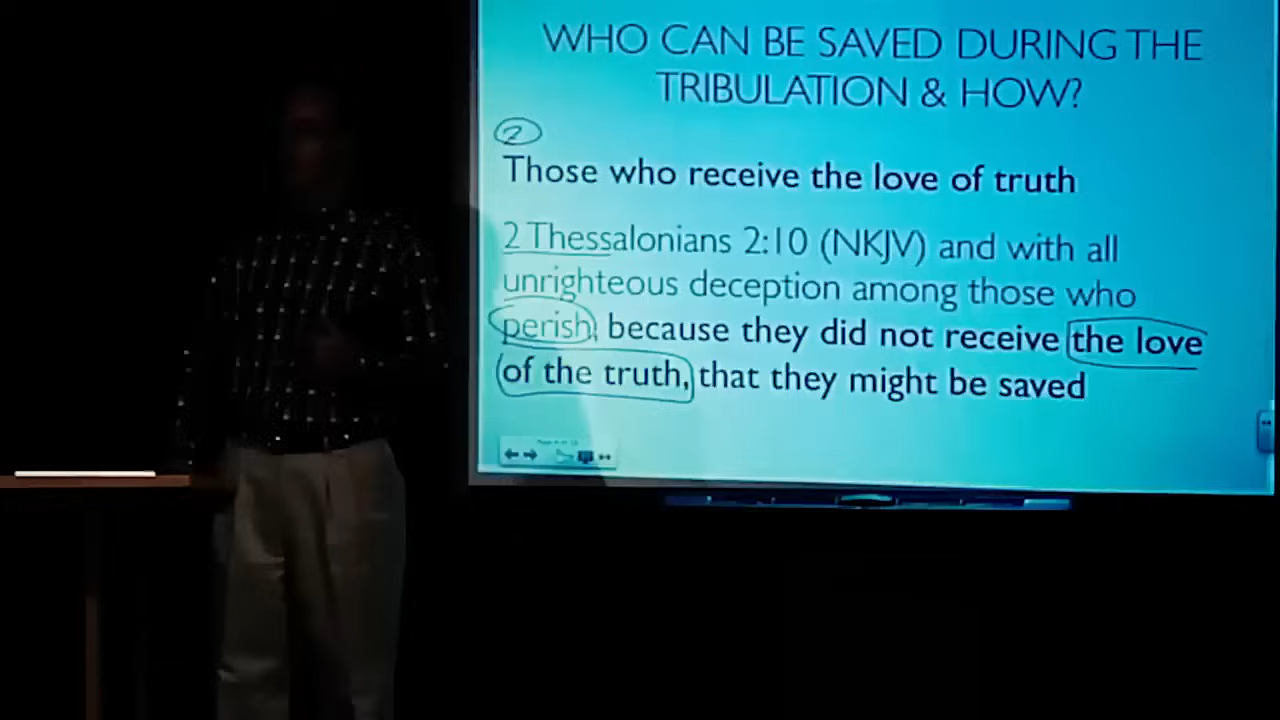 WHO CAN BE SAVED DURING THE
TRIBULATION & HOW?
2
Those who receive the love of truth
2 Thessalonians 2:10 (NKJV) and with all
unrighteous deception among those who
perish, because they did not receive the love
of the truth, that they might be saved